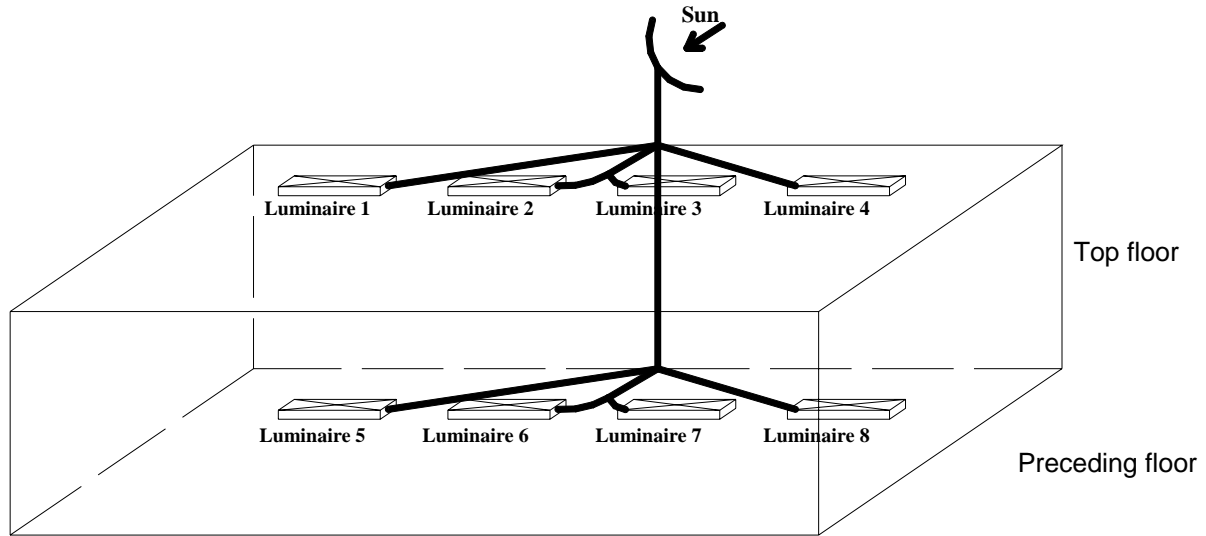 Sun
Luminaire 1 Luminaire 2 Luminaire 3 Luminaire 4
Top floor
Luminaire 5 Luminaire 6 Luminaire 7 Luminaire 8
Preceding floor